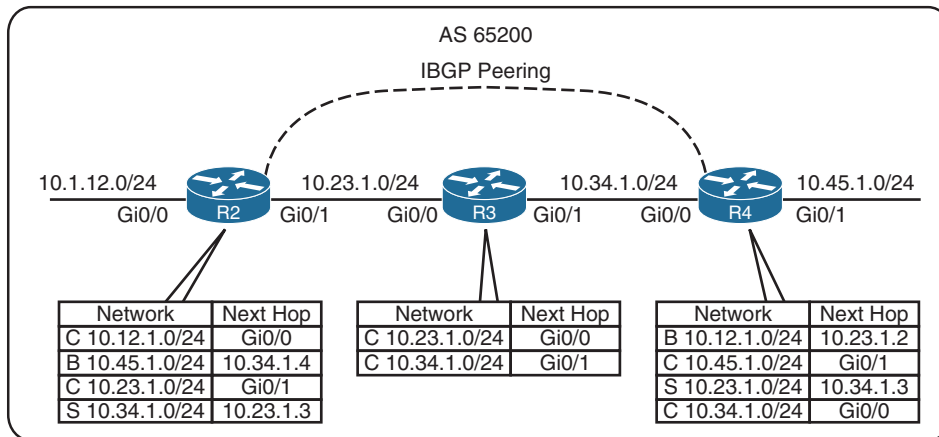 AS 65200
IBGP Peering
10.1.12.0/24
10.23.1.0/24
10.34.1.0/24
10.45.1.0/24
R2
R3
R4
Gi0/0
Gi0/1
Gi0/0
Gi0/1
Gi0/0
Gi0/1
Network Next Hop
C 10.12.1.0/24 Gi0/0
B 10.45.1.0/24 10.34.1.4
C 10.23.1.0/24 Gi0/1
S 10.34.1.0/24 10.23.1.3
Network Next Hop
C 10.23.1.0/24 Gi0/0
C 10.34.1.0/24 Gi0/1
Network Next Hop
B 10.12.1.0/24 10.23.1.2
C 10.45.1.0/24 Gi0/1
S 10.23.1.0/24 10.34.1.3
C 10.34.1.0/24 Gi0/0